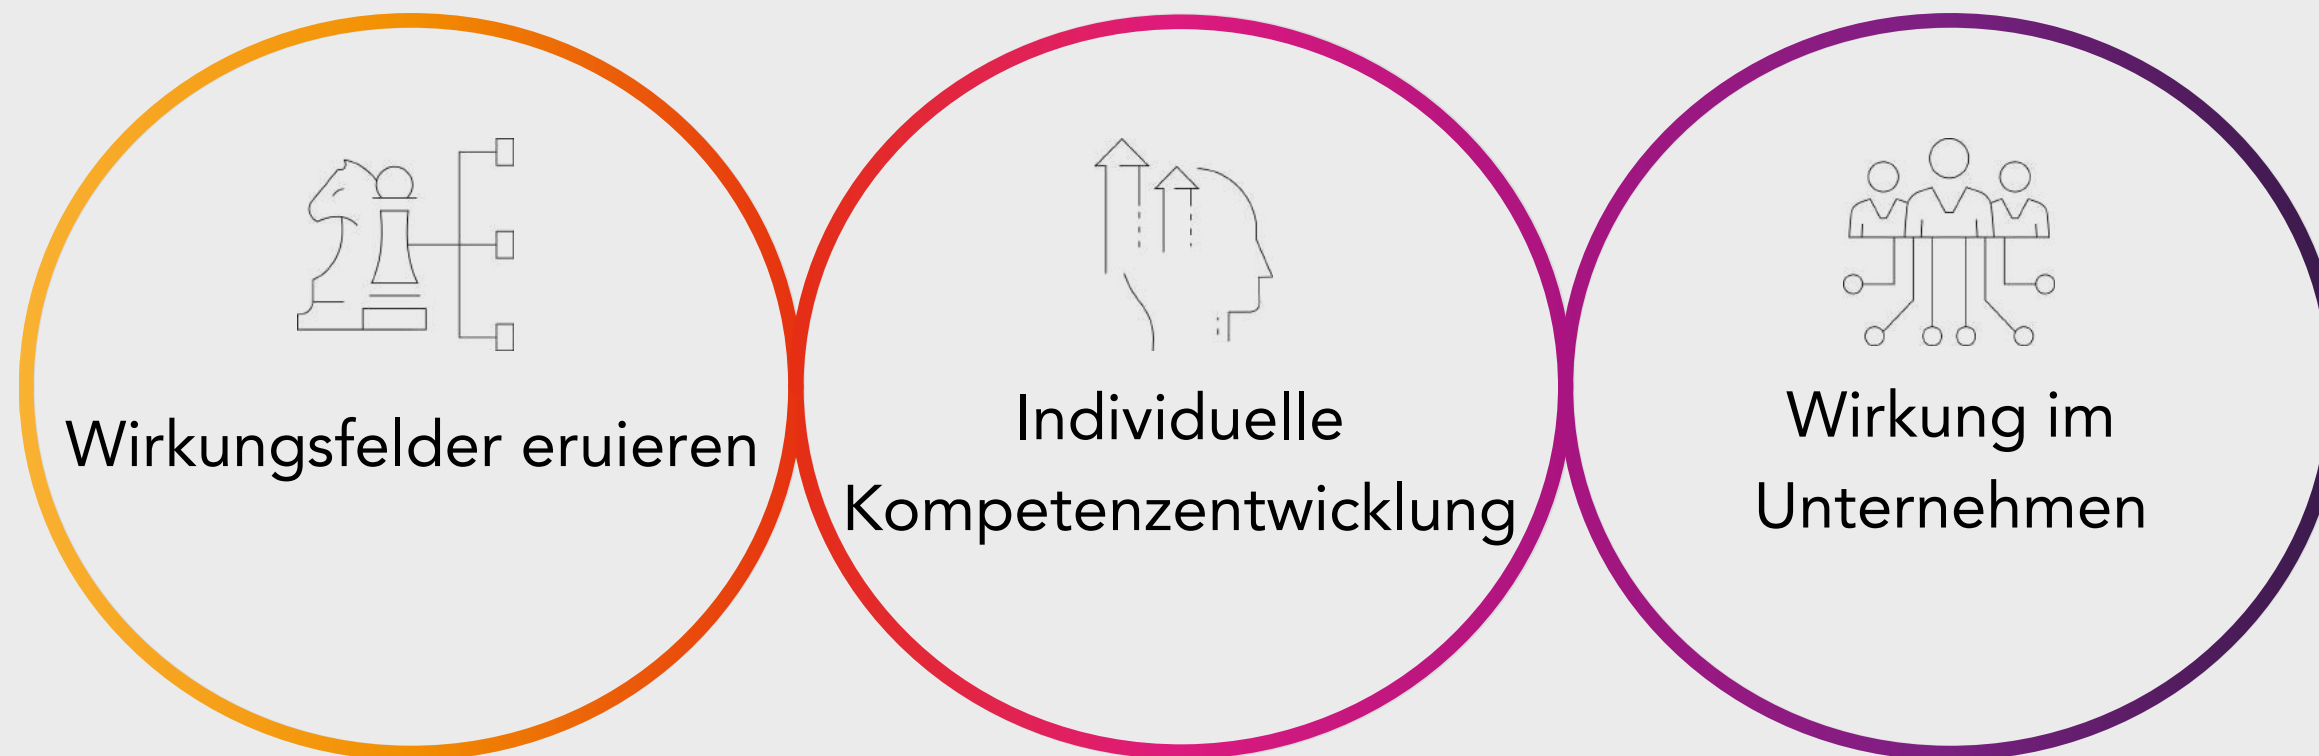 Wirkungsfelder eruieren
Individuelle
Kompetenzentwicklung
Wirkung im
Unternehmen